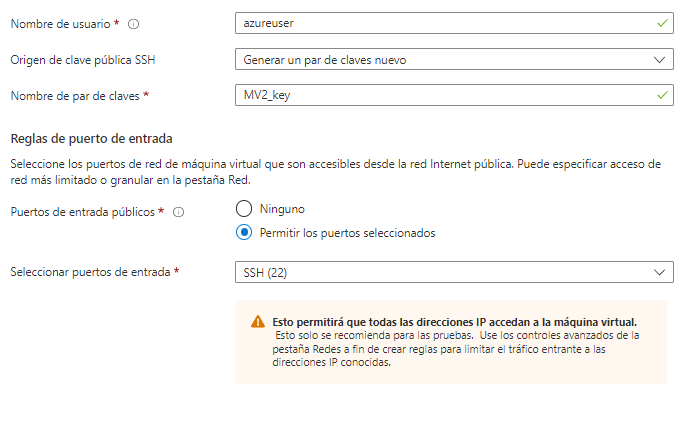 Nombre de usuario * azureuser
Origen de clave pública SSH Generar un par de claves nuevo
Nombre de par de claves * MV2_key
Reglas de puerto de entrada
Seleccione los puertos de red de máquina virtual que son accesibles desde la red Internet pública. Puede especificar acceso de
red más limitado o granular en la pestaña Red.
Puertos de entrada públicos * Ninguno
Permitir los puertos seleccionados
Seleccionar puertos de entrada * SSH (22)
Esto permitirá que todas las direcciones IP accedan a la máquina virtual.
Esto solo se recomienda para las pruebas. Use los controles avanzados de la
pestaña Redes a fin de crear reglas para limitar el tráfico entrante a las
direcciones IP conocidas.